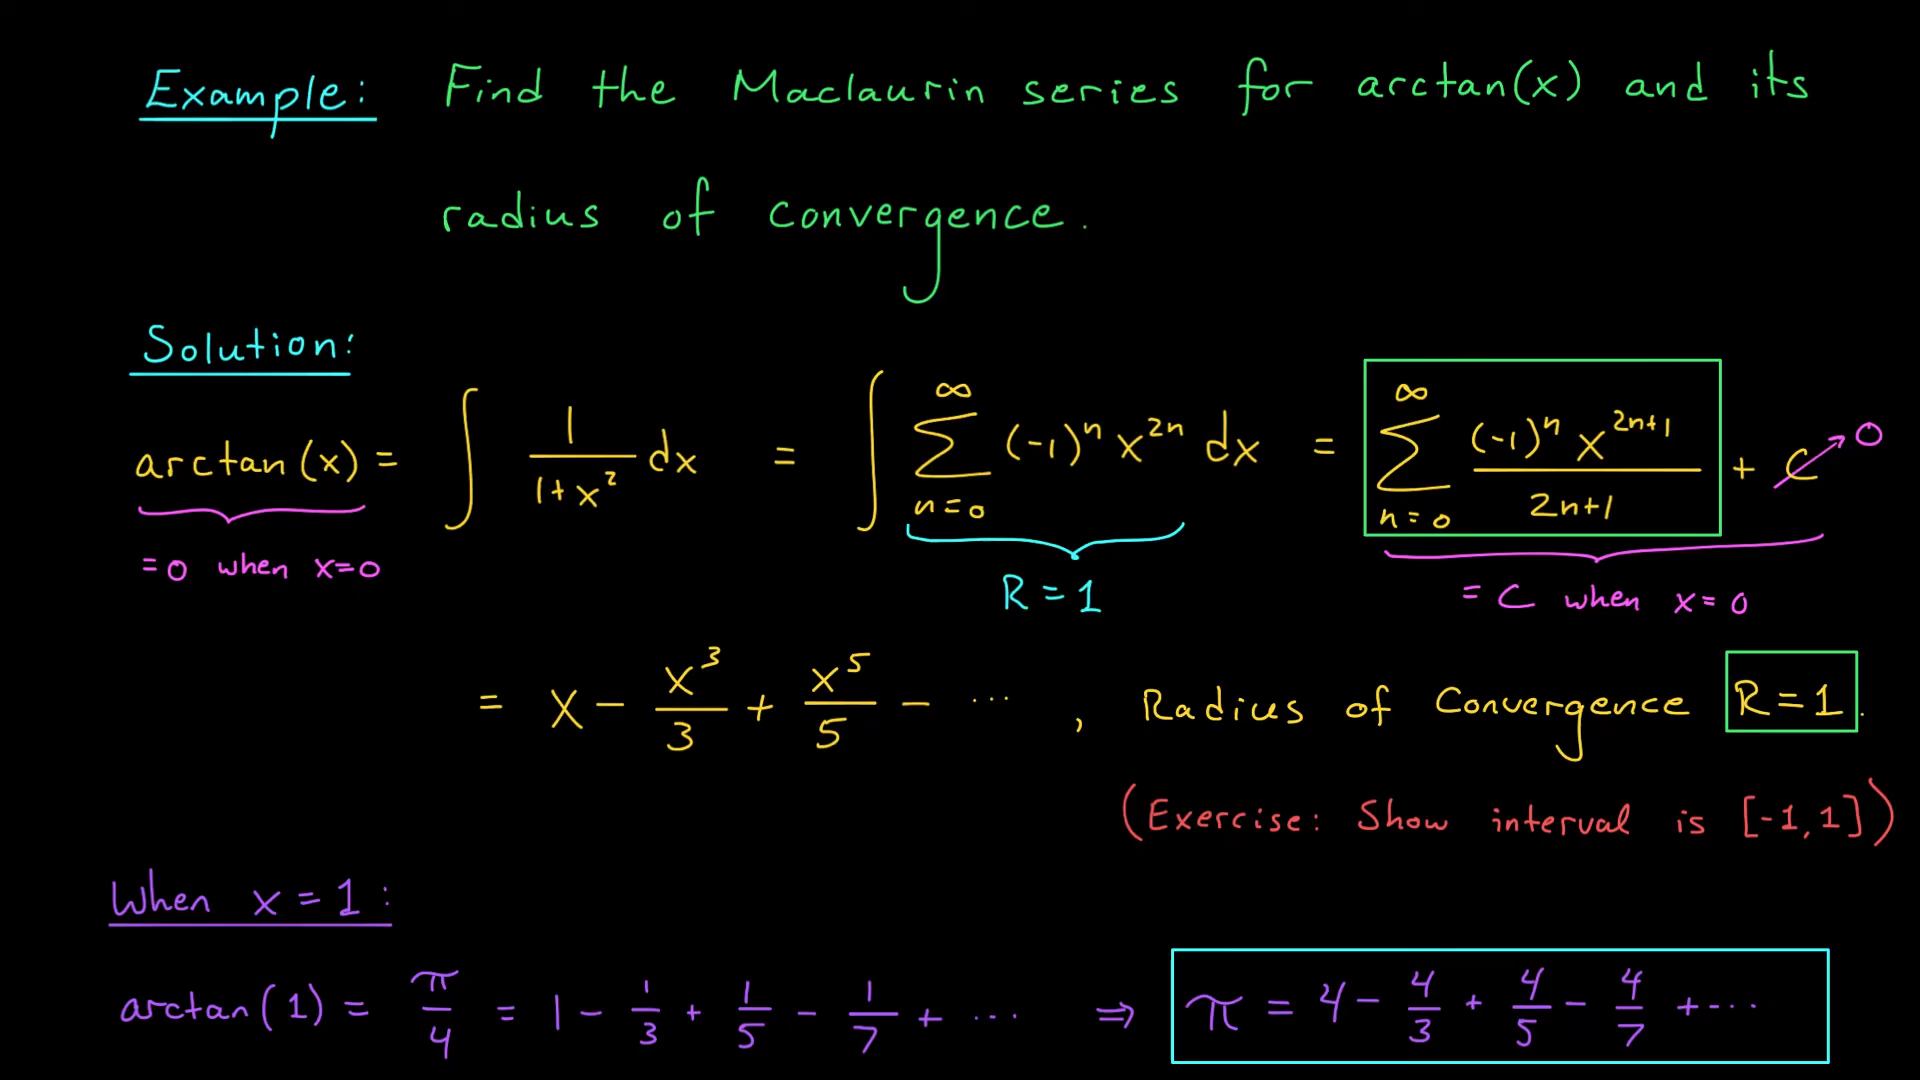 Example: Find the Maclaurin series for arctan(x) and its
radius of convergence.
Solution:
arctan(x) = ∫ 1/(1+x²) dx = ∫ ∑_{n=0}^{∞} (-1)ⁿ x²ⁿ dx = ∑_{n=0}^{∞} (-1)ⁿ x²ⁿ⁺¹/(2n+1) + C → 0
=0 when x=0
R = 1
= C when x=0
= x - x³/3 + x⁵/5 - ⋯ , Radius of Convergence R=1.
(Exercise: Show interval is [-1,1])
When x = 1:
arctan(1) = π/4 = 1 - 1/3 + 1/5 - 1/7 + ⋯ ⇒ π = 4 - 4/3 + 4/5 - 4/7 + ⋯